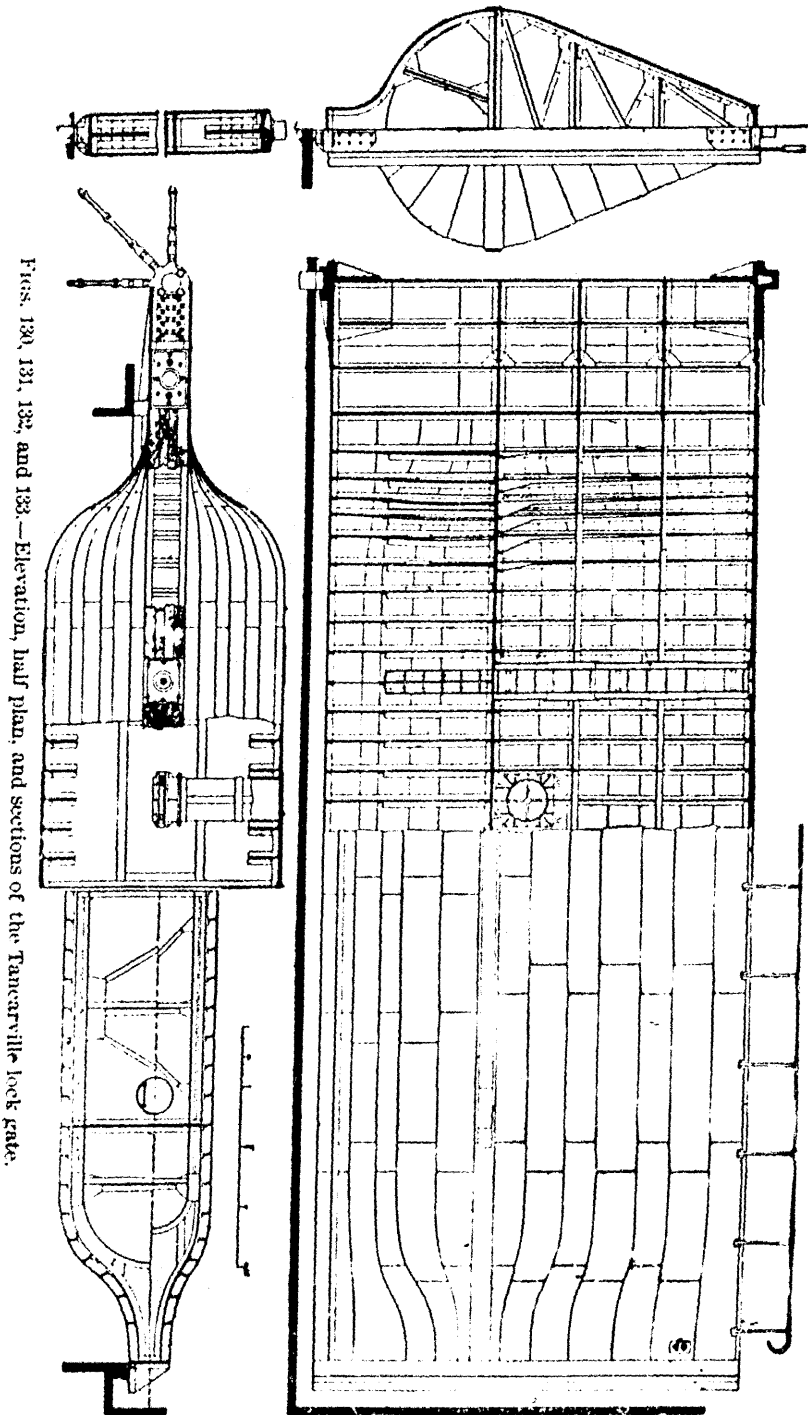 Figs. 130, 131, 132, and 133.—Elevation, half plan, and sections of the Tancarville lock gate.